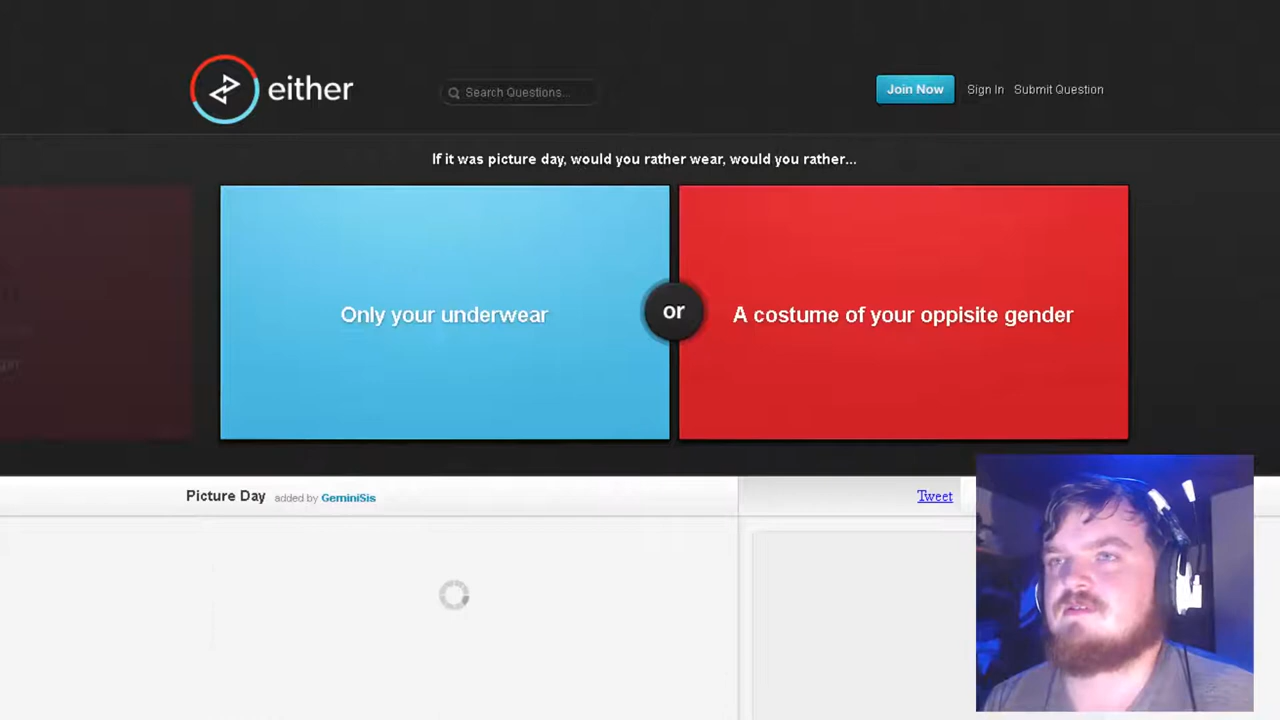 either
Search Questions...
Join Now
Sign In
Submit Question
If it was picture day, would you rather wear, would you rather...
Only your underwear
or
A costume of your oppisite gender
Picture Day
added by GeminiSis
Tweet